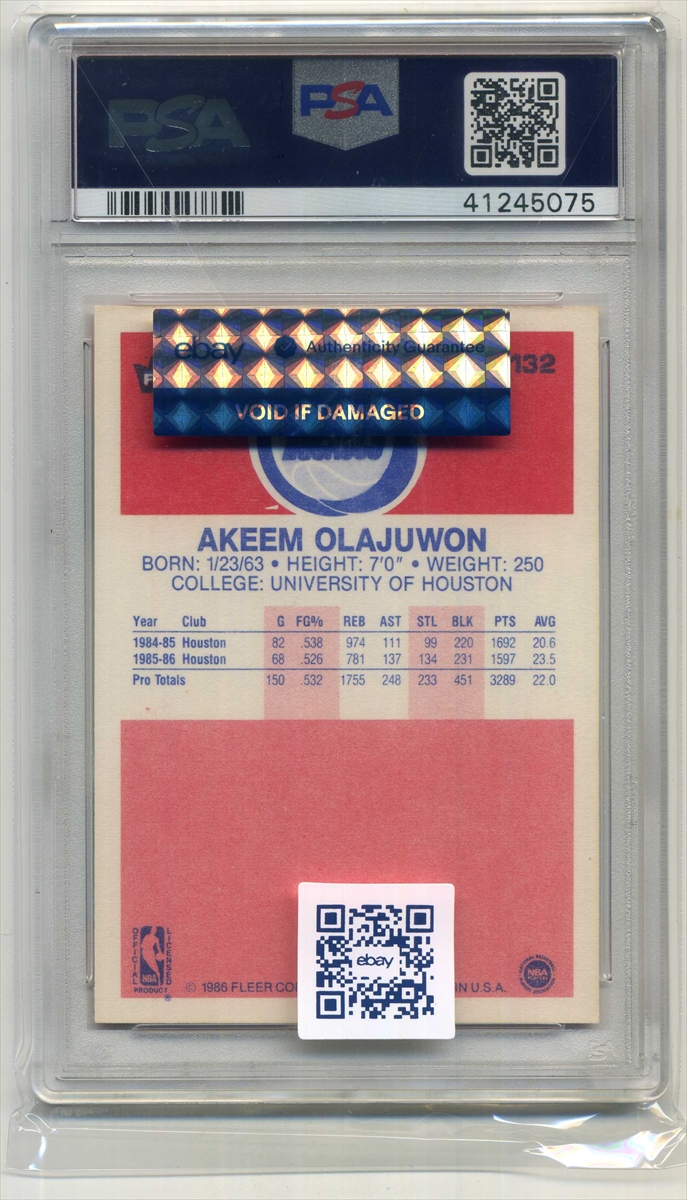 PSA
PSA
41245075
ebay Authenticity Guarantee
132
VOID IF DAMAGED
AKEEM OLAJUWON
BORN: 1/23/63 • HEIGHT: 7'0" • WEIGHT: 250
COLLEGE: UNIVERSITY OF HOUSTON
Year Club G FG% REB AST STL BLK PTS AVG
1984-85 Houston 82 .538 974 111 99 220 1692 20.6
1985-86 Houston 68 .526 781 137 134 231 1597 23.5
Pro Totals 150 .532 1755 248 233 451 3289 22.0
ebay
OFFICIAL LICENSED
NBA
PRODUCT ®
NBA
© 1986 FLEER IN U.S.A.